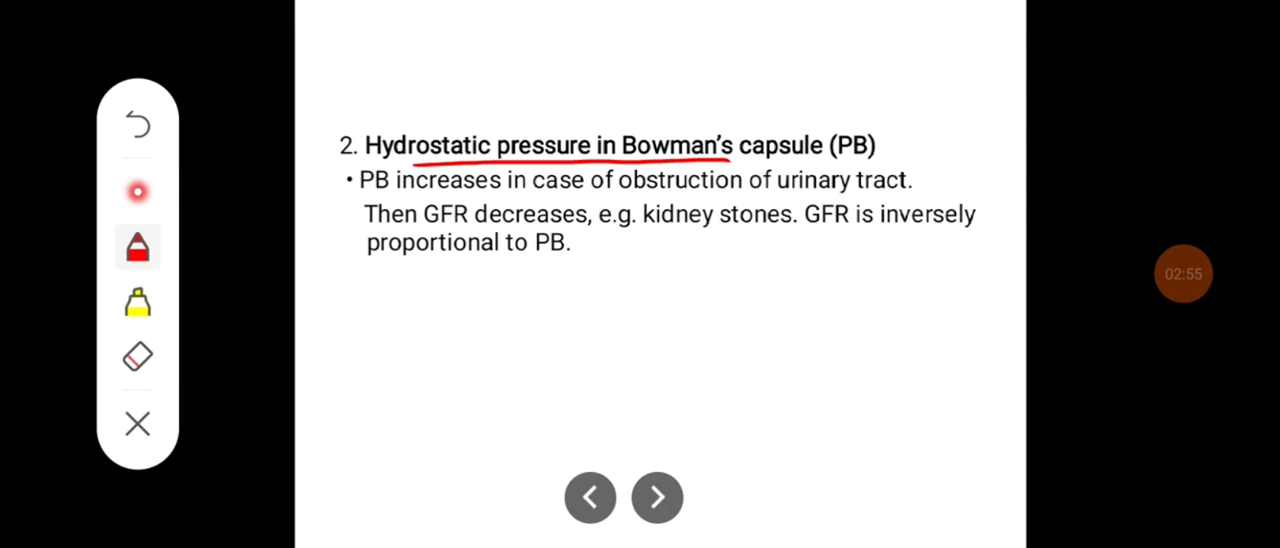 2. Hydrostatic pressure in Bowman's capsule (PB)
• PB increases in case of obstruction of urinary tract.
Then GFR decreases, e.g. kidney stones. GFR is inversely
proportional to PB.
02:55